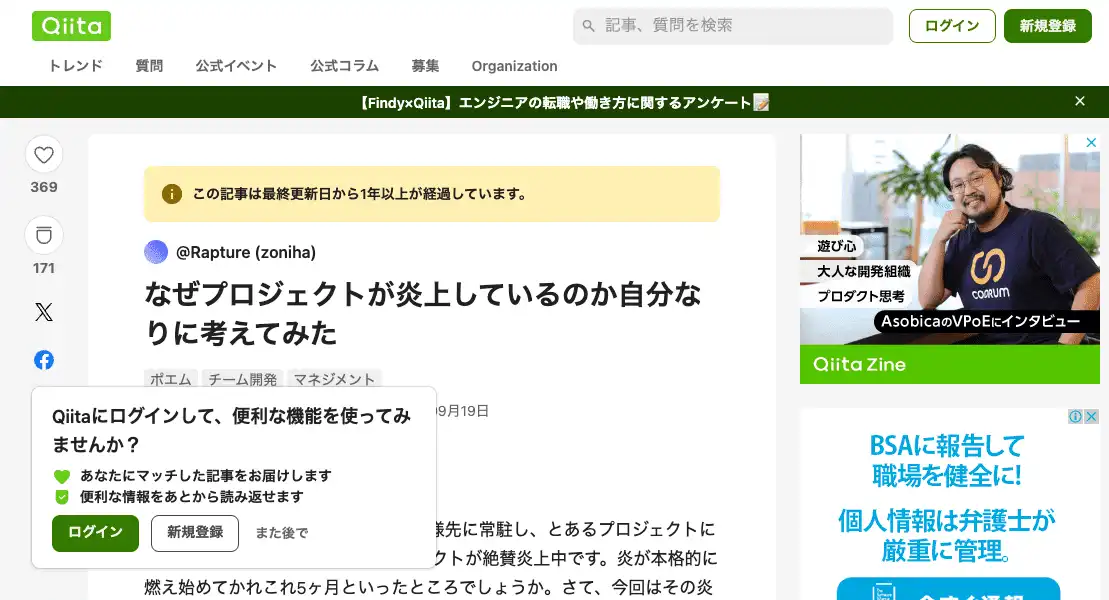 Qiita
記事、質問を検索
ログイン
新規登録
トレンド 質問 公式イベント 公式コラム 募集 Organization
【Findy×Qiita】エンジニアの転職や働き方に関するアンケート📝
369
171
この記事は最終更新日から1年以上が経過しています。
@Rapture (zoniha)
なぜプロジェクトが炎上しているのか自分な
りに考えてみた
ポエム チーム開発 マネジメント
09月19日
Qiitaにログインして、便利な機能を使ってみ
ませんか?
あなたにマッチした記事をお届けします
便利な情報をあとから読み返せます
ログイン 新規登録 また後で
様先に常駐し、とあるプロジェクトに
クトが絶賛炎上中です。炎が本格的に
燃え始めてかれこれ5ヶ月といったところでしょうか。さて、今回はその炎
遊び心
大人な開発組織
プロダクト思考
AsobicaのVPoEにインタビュー
Qiita Zine
BSAに報告して
職場を健全に!
個人情報は弁護士が
厳重に管理。